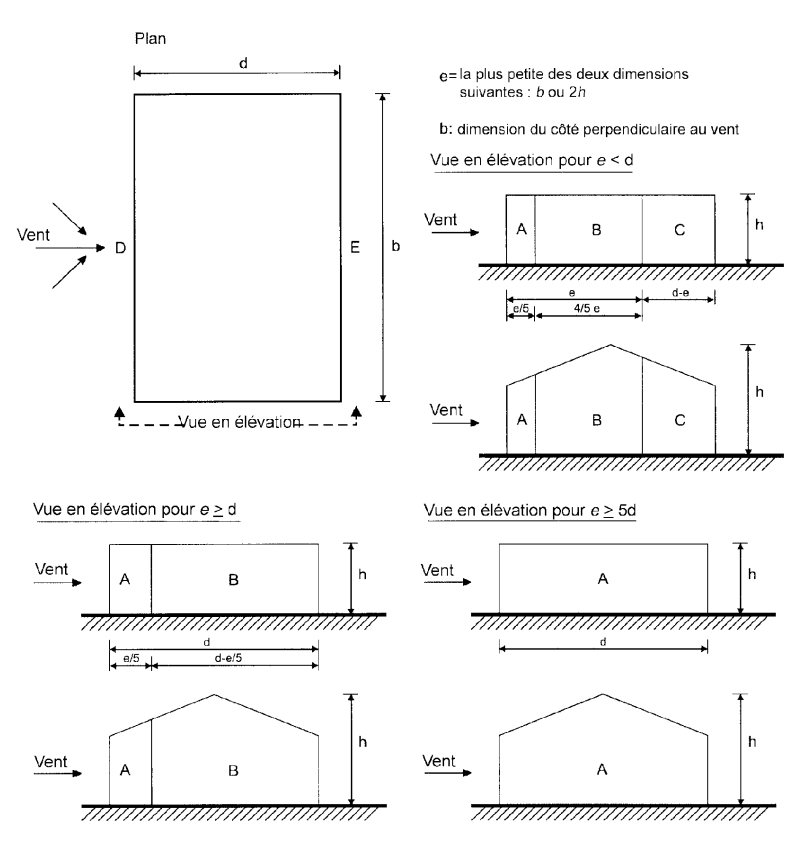 Plan
d
e= la plus petite des deux dimensions
suivantes : b ou 2h
b: dimension du côté perpendiculaire au vent
Vent
D
E
b
Vue en élévation
Vue en élévation pour e < d
Vent
A
B
C
h
e
d-e
e/5
4/5 e
Vent
A
B
C
h
Vue en élévation pour e ≥ d
Vent
A
B
h
d
e/5
d-e/5
Vent
A
B
h
Vue en élévation pour e ≥ 5d
Vent
A
h
d
Vent
A
h